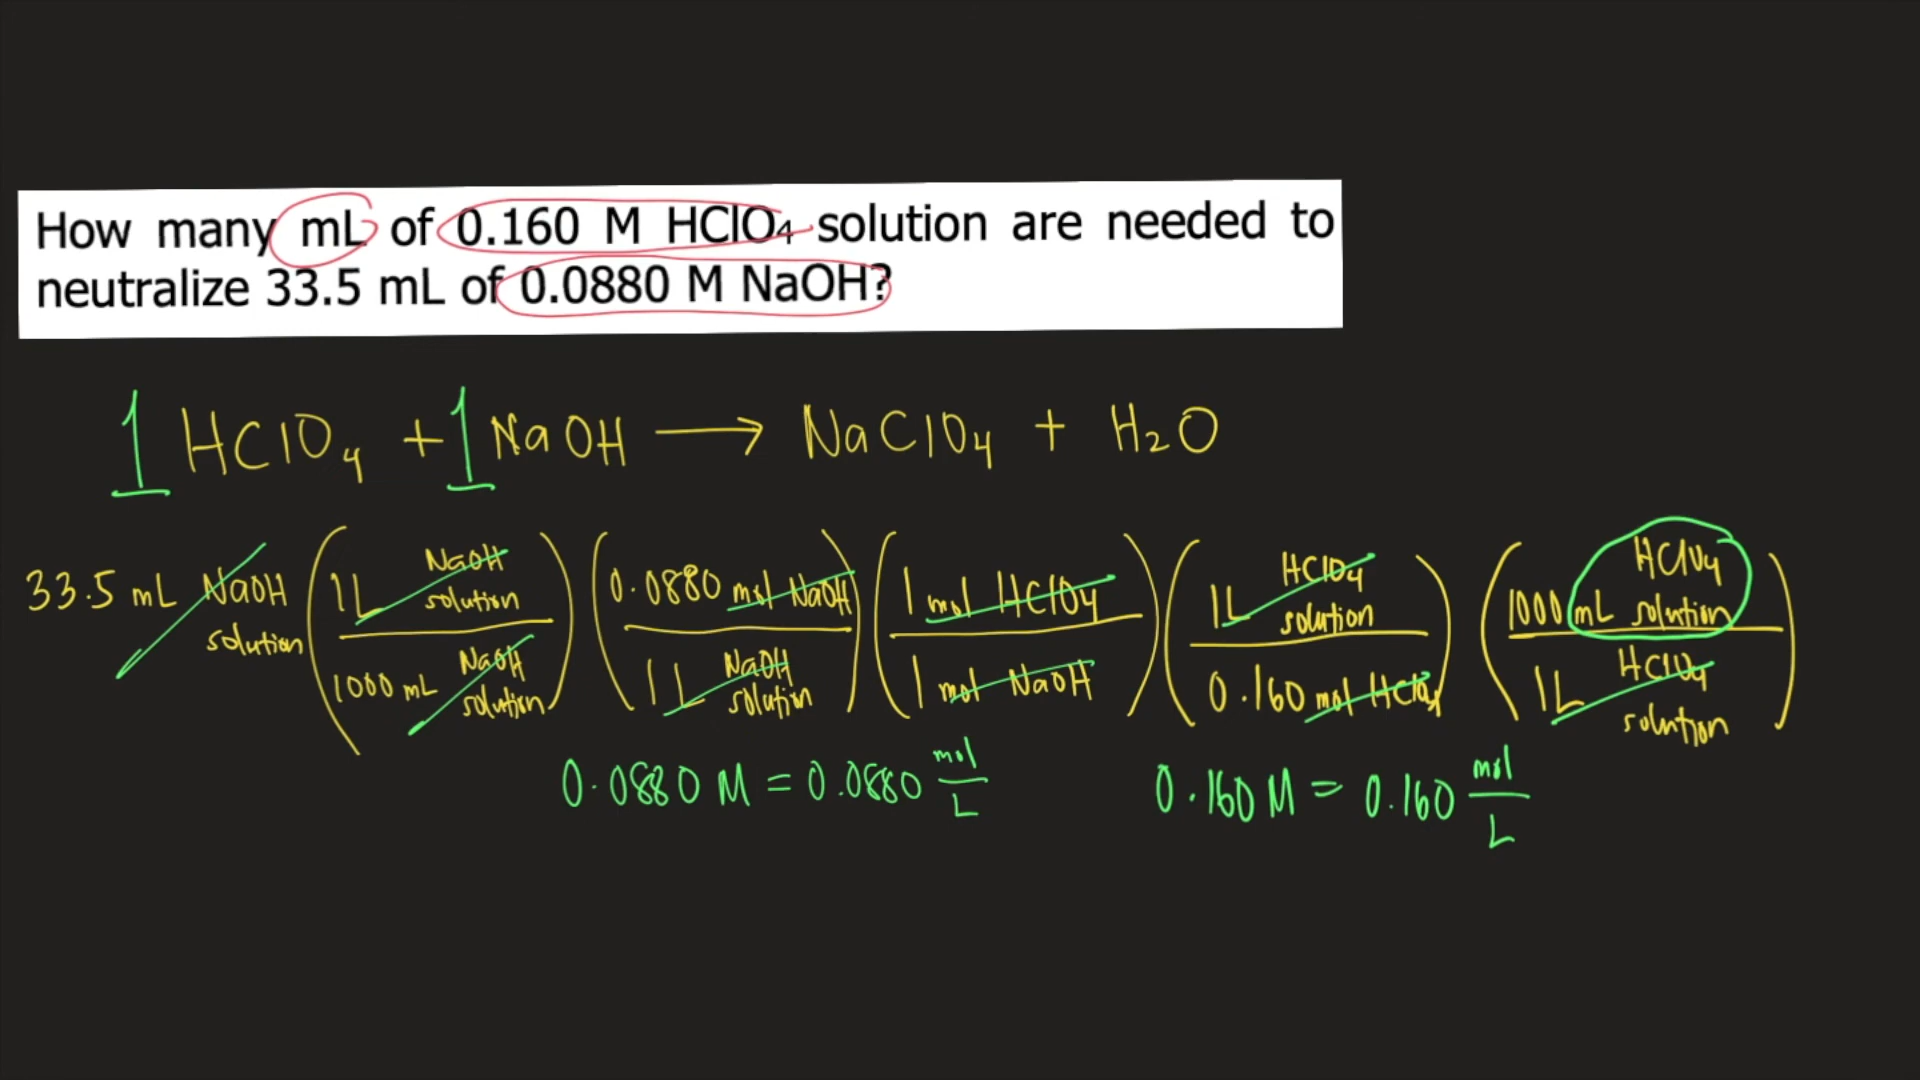 How many mL of 0.160 M HClO4 solution are needed to
neutralize 33.5 mL of 0.0880 M NaOH?
1 HClO4 + 1 NaOH → NaClO4 + H2O
33.5 mL NaOH solution (1L NaOH solution / 1000 mL NaOH solution) (0.0880 mol NaOH / 1 L NaOH solution) (1 mol HClO4 / 1 mol NaOH) (1L HClO4 solution / 0.160 mol HClO4) (1000 mL HClO4 solution / 1L HClO4 solution)
0.0880 M = 0.0880 mol/L
0.160 M = 0.160 mol/L